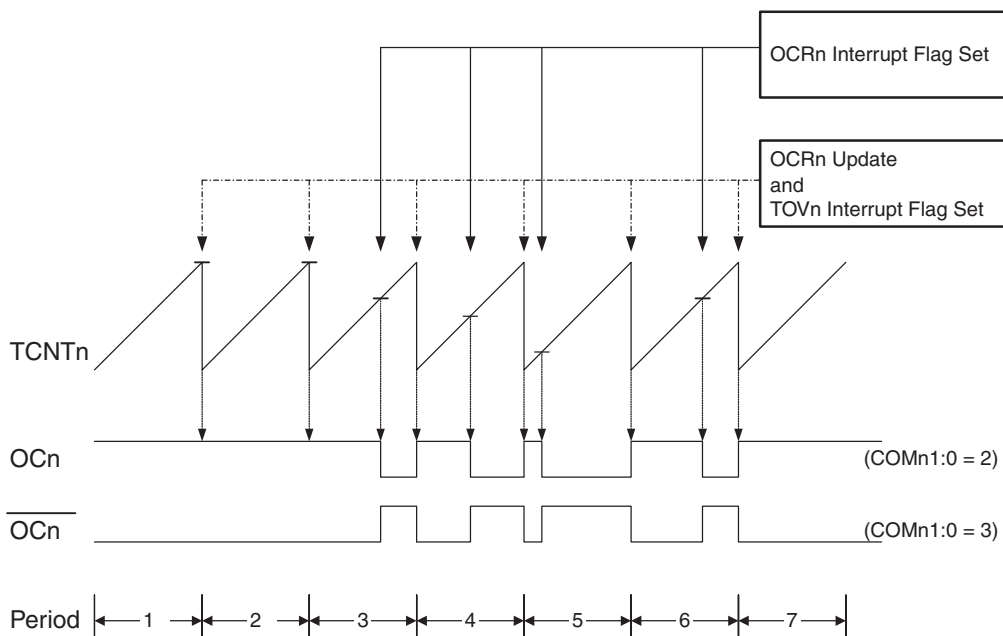 OCRn Interrupt Flag Set
OCRn Update
and
TOVn Interrupt Flag Set
TCNTn
OCn
(COMn1:0 = 2)
OCn
(COMn1:0 = 3)
Period
1
2
3
4
5
6
7